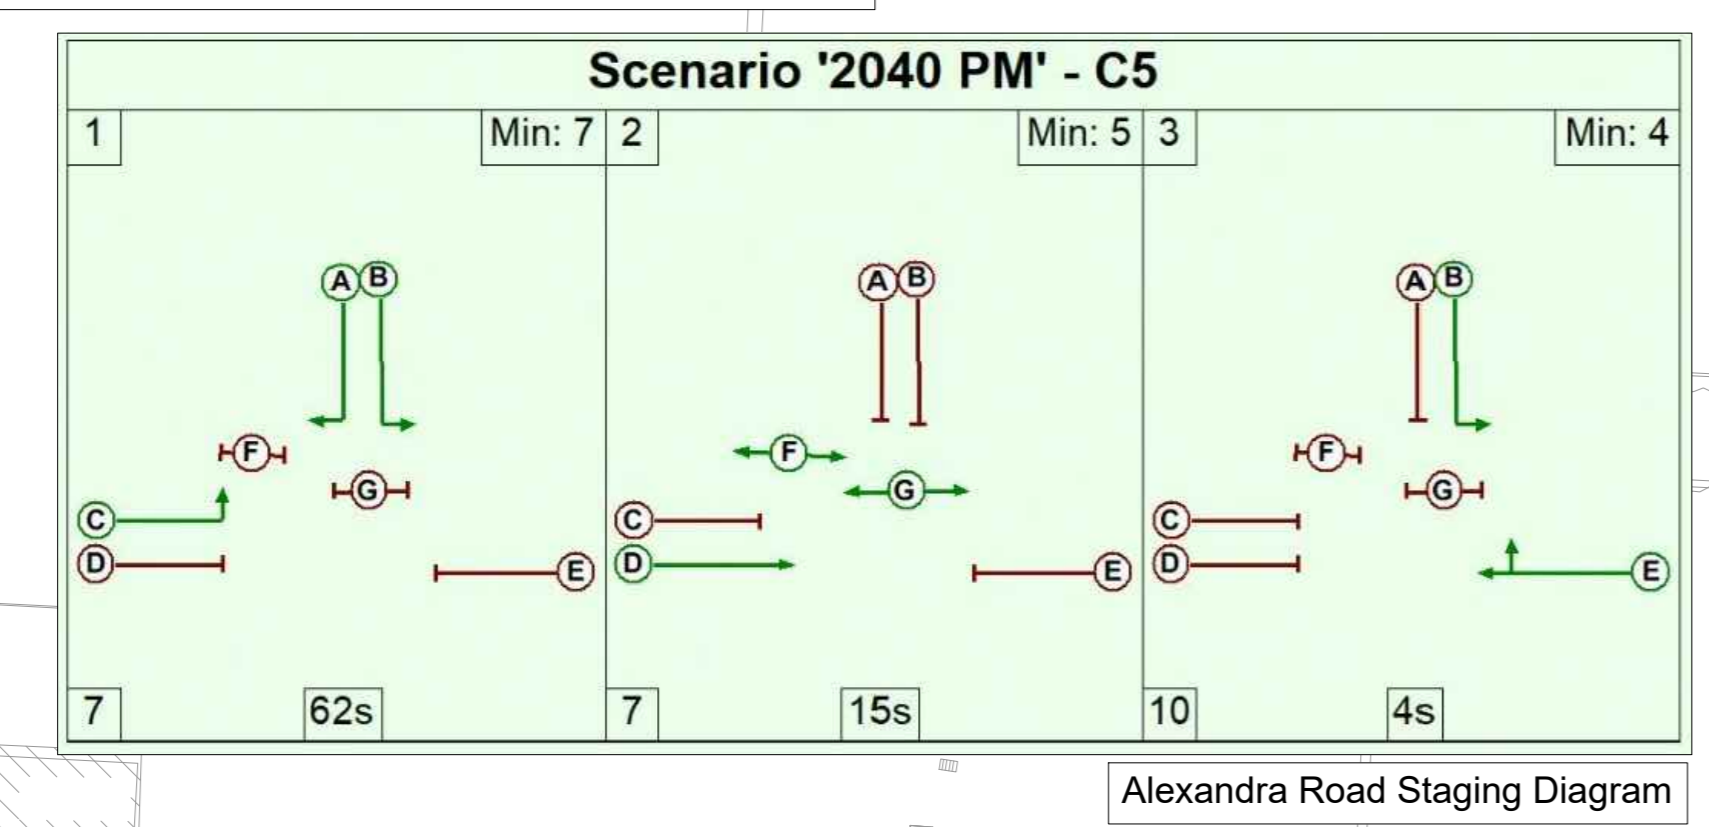 Scenario '2040 PM' - C5
1 Min: 7 2 Min: 5 3 Min: 4
A B A B A B
F F F
G G G
C C C
D E D E D E
7 62s 7 15s 10 4s
Alexandra Road Staging Diagram